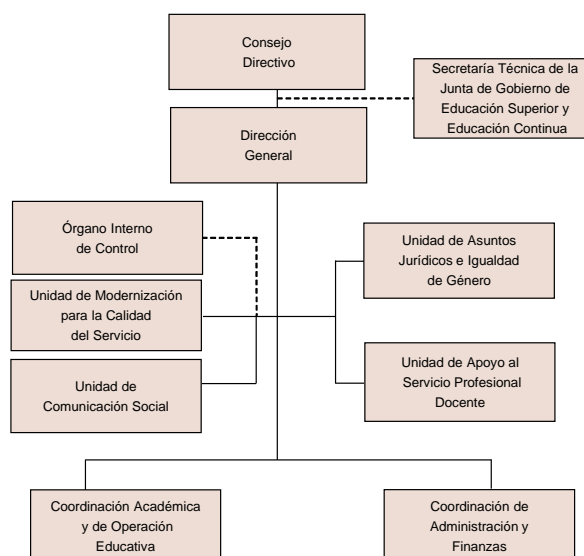 Consejo
Directivo
Secretaría Técnica de la
Junta de Gobierno de
Educación Superior y
Educación Continua
Dirección
General
Órgano Interno
de Control
Unidad de Asuntos
Jurídicos e Igualdad
de Género
Unidad de Modernización
para la Calidad
del Servicio
Unidad de Apoyo al
Servicio Profesional
Docente
Unidad de
Comunicación Social
Coordinación Académica
y de Operación
Educativa
Coordinación de
Administración y
Finanzas